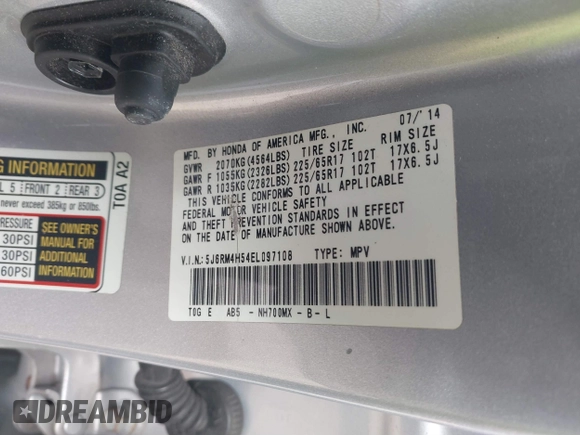 MFD. BY HONDA OF AMERICA MFG., INC. 07/'14
GVWR 2070KG(4564LBS) TIRE SIZE RIM SIZE
GAWR F 1055KG(2326LBS) 225/65R17 102T 17X6.5J
GAWR R 1035KG(2282LBS) 225/65R17 102T 17X6.5J
THIS VEHICLE CONFORMS TO ALL APPLICABLE
FEDERAL MOTOR VEHICLE SAFETY
AND THEFT PREVENTION STANDARDS IN EFFECT
ON THE DATE OF MANUFACTURE SHOWN ABOVE.
V.I.N.:5J6RM4H54EL097108 TYPE: MPV
T0G E AB5 - NH700MX - B - L
T0A A2
G INFORMATION
L 5 FRONT 2 REAR 3
never exceed 385kg or 850lbs.
PRESSURE
30PSI
30PSI
60PSI
SEE OWNER'S
MANUAL FOR
ADDITIONAL
INFORMATION
DREAMBID